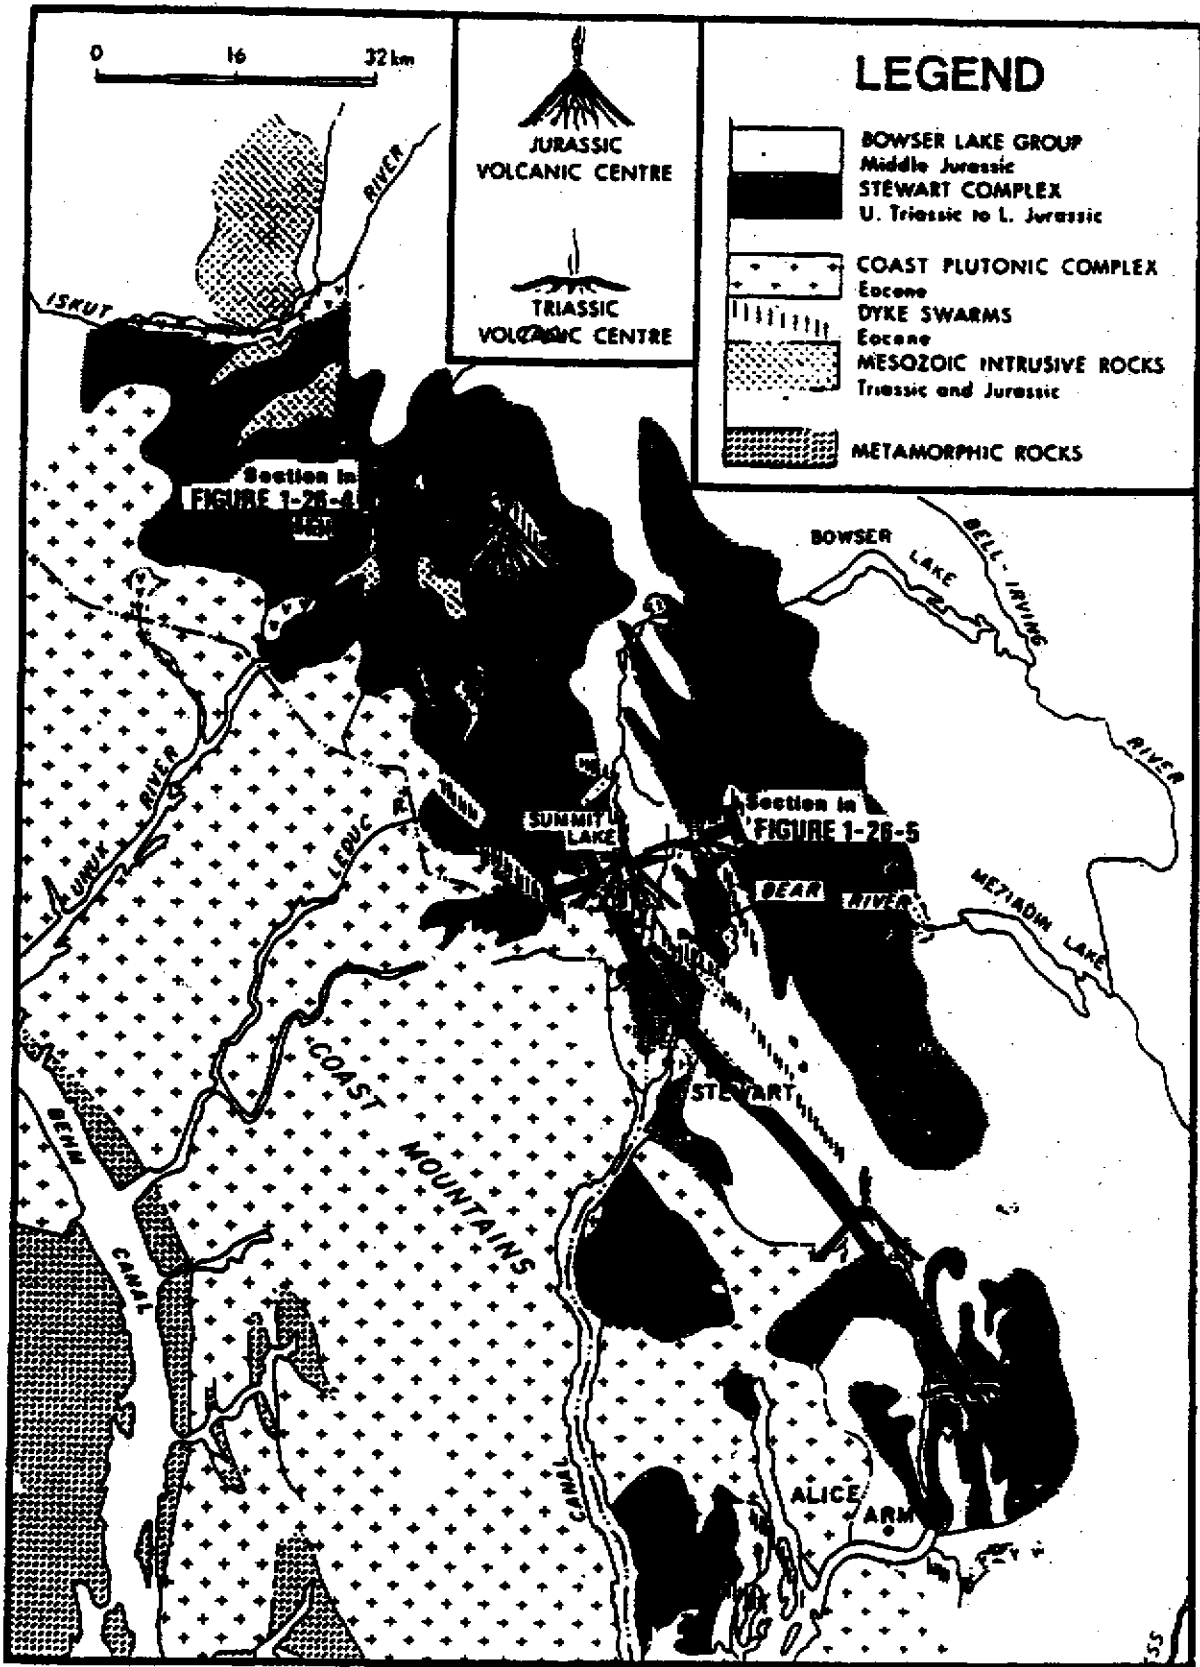 0 16 32 km
JURASSIC
VOLCANIC CENTRE
TRIASSIC
VOLCANIC CENTRE
LEGEND
BOWSER LAKE GROUP
Middle Jurassic
STEWART COMPLEX
U. Triassic to L. Jurassic
COAST PLUTONIC COMPLEX
Eocene
DYKE SWARMS
Eocene
MESOZOIC INTRUSIVE ROCKS
Triassic and Jurassic
METAMORPHIC ROCKS
RIVER
ISKUT
Section in
FIGURE 1-26-4
BOWSER
LAKE
BELL-IRVING
RIVER
UNUK
RIVER
LEDUC R
SUMMIT
LAKE
Section in
FIGURE 1-26-5
BEAR RIVER
MEZIADIN
LAKE
COAST
MOUNTAINS
STEWART
BEHM
CANAL
CANAL
ALICE
ARM